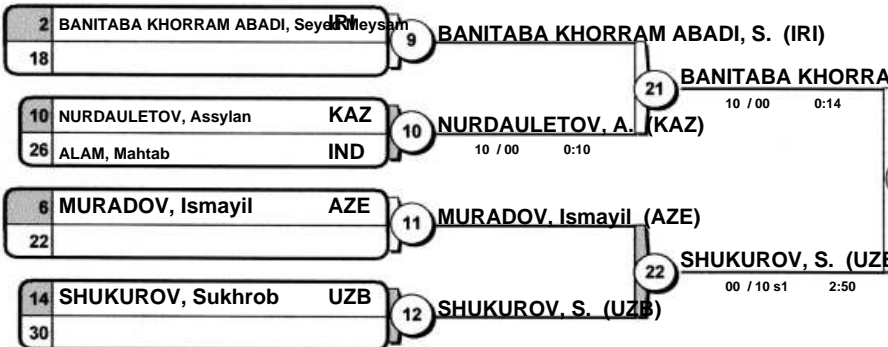 2 BANITABA KHORRAM ABADI, Seyed Meysam IRI
18
9
BANITABA KHORRAM ABADI, S. (IRI)
10 NURDAULETOV, Assylan KAZ
26 ALAM, Mahtab IND
10
NURDAULETOV, A. (KAZ)
10 / 00 0:10
21
BANITABA KHORRA
10 / 00 0:14
6 MURADOV, Ismayil AZE
22
11
MURADOV, Ismayil (AZE)
14 SHUKUROV, Sukhrob UZB
30
12
SHUKUROV, S. (UZB)
22
SHUKUROV, S. (UZB
00 / 10 s1 2:50